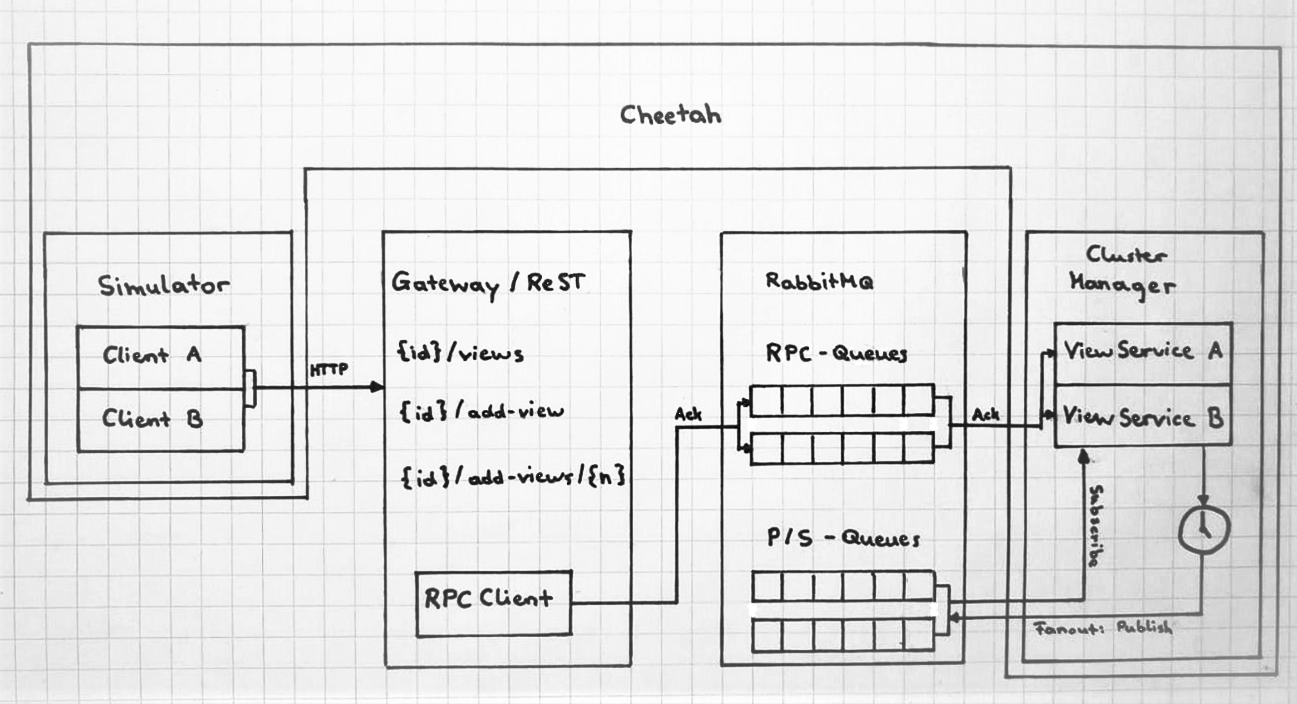 Cheetah
Simulator
Client A
Client B
HTTP
Gateway / ReST
{id}/views
{id}/add-view
{id}/add-views/{n}
RPC Client
Ack
RabbitMQ
RPC - Queues
P/S - Queues
Ack
Cluster
Manager
View Service A
View Service B
Subscribe
Fanout: Publish